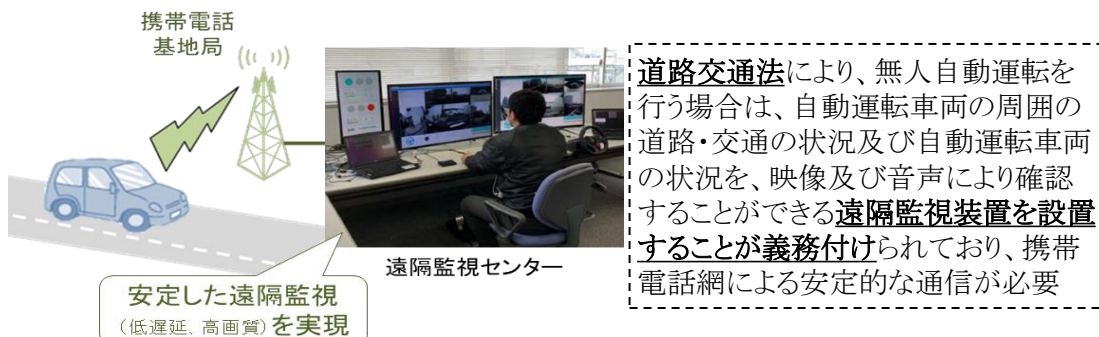 携帯電話
基地局
道路交通法により、無人自動運転を
行う場合は、自動運転車両の周囲の
道路・交通の状況及び自動運転車両
の状況を、映像及び音声により確認
することができる遠隔監視装置を設置
することが義務付けられており、携帯
電話網による安定的な通信が必要
遠隔監視センター
安定した遠隔監視
(低遅延、高画質)を実現